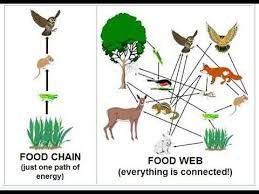 FOOD CHAIN
(just one path of
energy)
FOOD WEB
(everything is connected!)